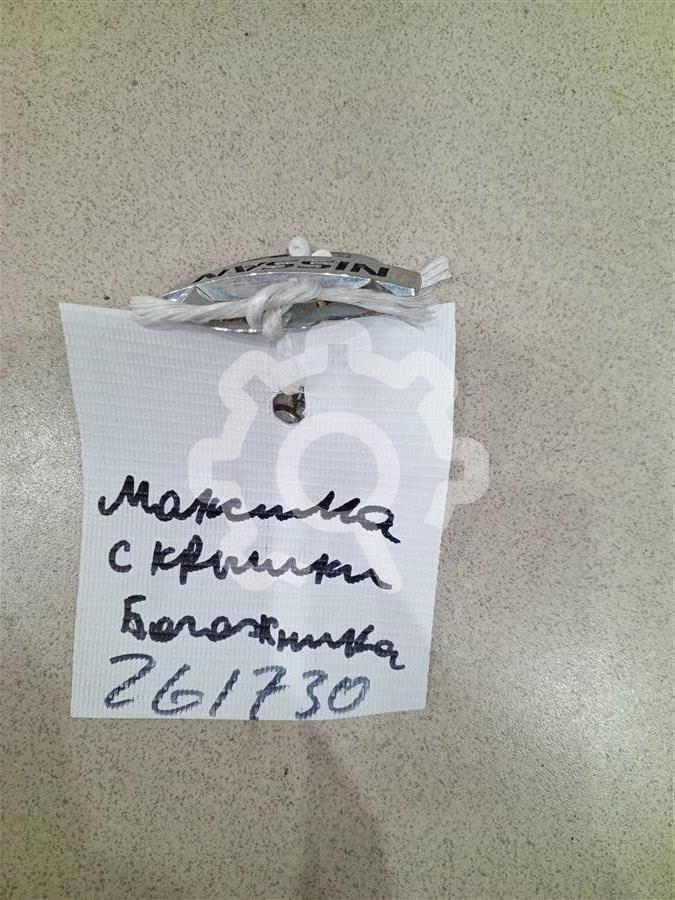 NISSAN
Максима
с крышки
Багажника
261730